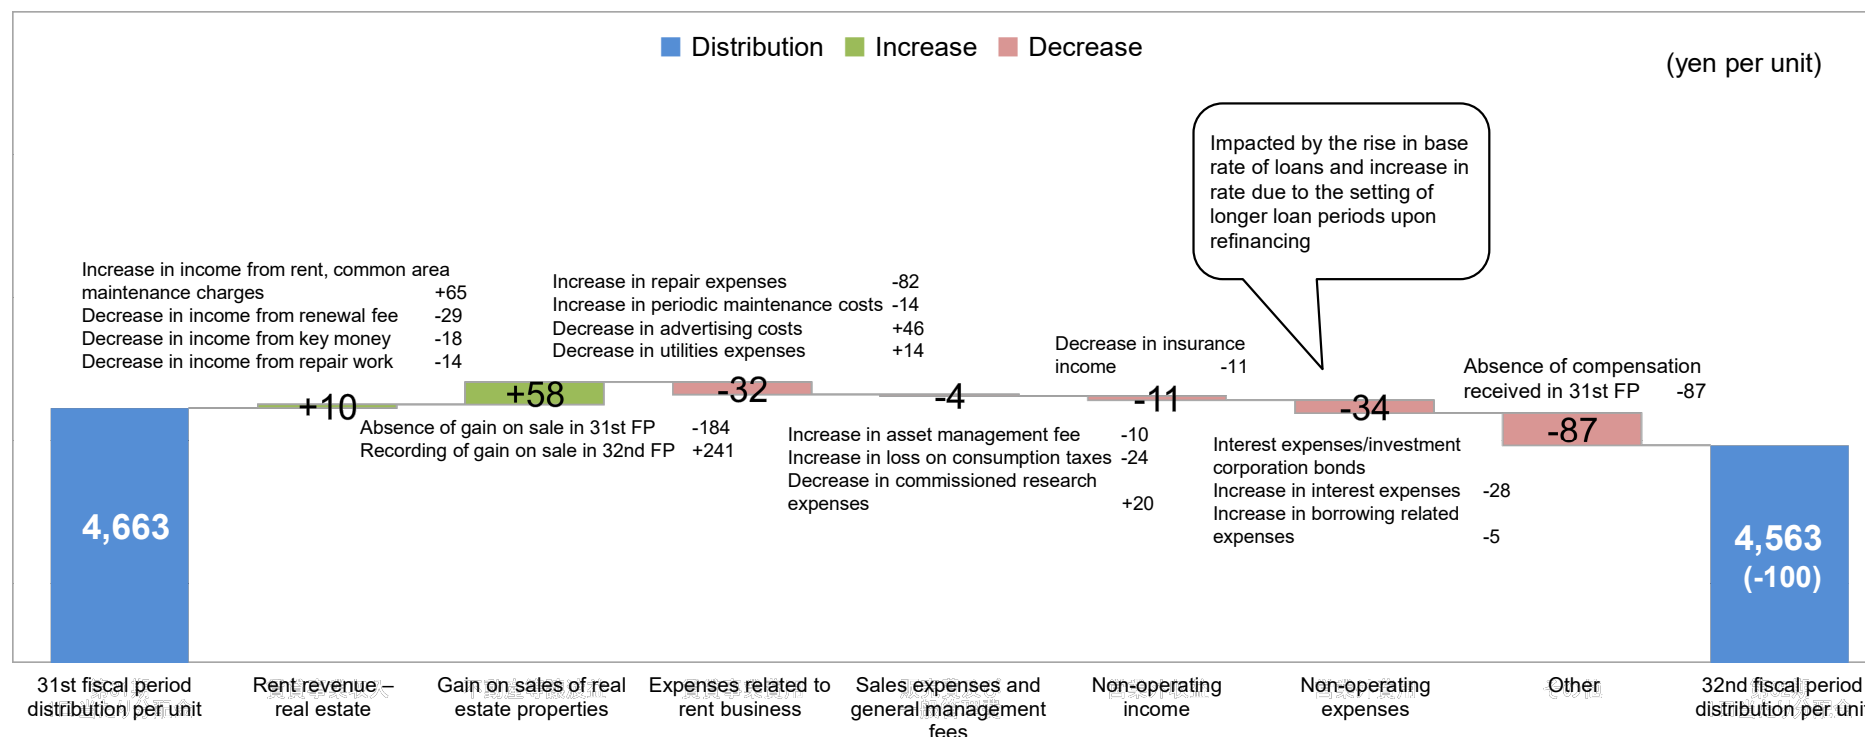 Distribution Increase Decrease
(yen per unit)
Impacted by the rise in base
rate of loans and increase in
rate due to the setting of
longer loan periods upon
refinancing
Increase in income from rent, common area
maintenance charges +65
Decrease in income from renewal fee -29
Decrease in income from key money -18
Decrease in income from repair work -14
Increase in repair expenses -82
Increase in periodic maintenance costs -14
Decrease in advertising costs +46
Decrease in utilities expenses +14
Decrease in insurance
income -11
Absence of compensation
received in 31st FP -87
+10
+58
-32
-4
-11
-34
-87
Absence of gain on sale in 31st FP -184
Recording of gain on sale in 32nd FP +241
Increase in asset management fee -10
Increase in loss on consumption taxes -24
Decrease in commissioned research
expenses +20
Interest expenses/investment
corporation bonds
Increase in interest expenses -28
Increase in borrowing related
expenses -5
4,663
4,563
(-100)
31st fiscal period
distribution per unit
Rent revenue –
real estate
Gain on sales of real
estate properties
Expenses related to
rent business
Sales expenses and
general management
fees
Non-operating
income
Non-operating
expenses
Other
32nd fiscal period
distribution per unit